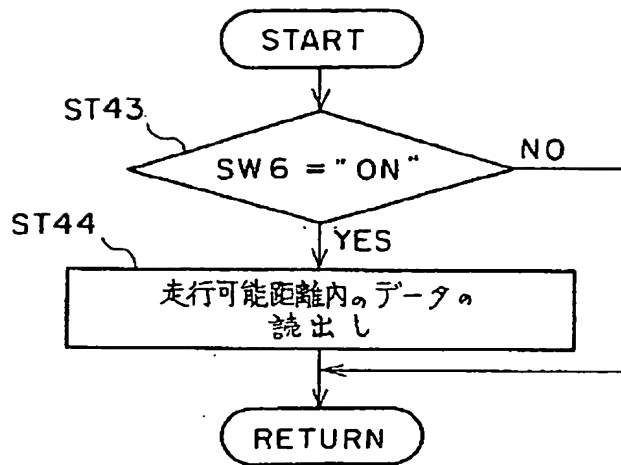 START
ST43
SW6="ON"
NO
ST44
YES
走行可能距離内のデータの
読出し
RETURN